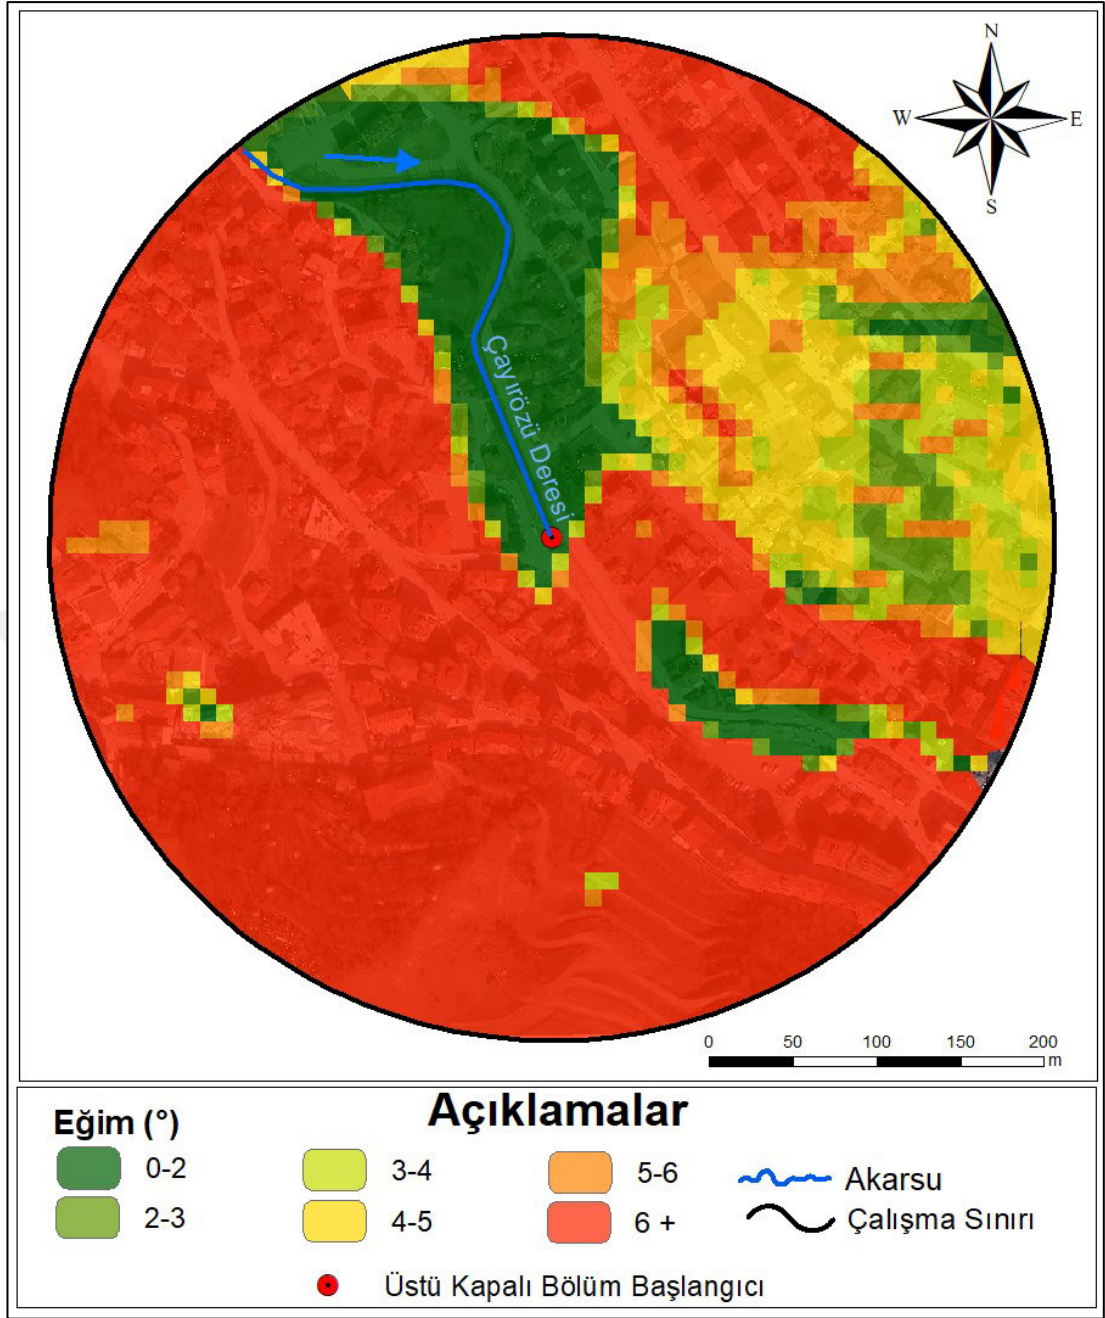 N
W
E
S
Çayırözü Deresi
0 50 100 150 200
m
Açıklamalar
Eğim (°)
0-2
3-4
5-6
Akarsu
2-3
4-5
6 +
Çalışma Sınırı
Üstü Kapalı Bölüm Başlangıcı